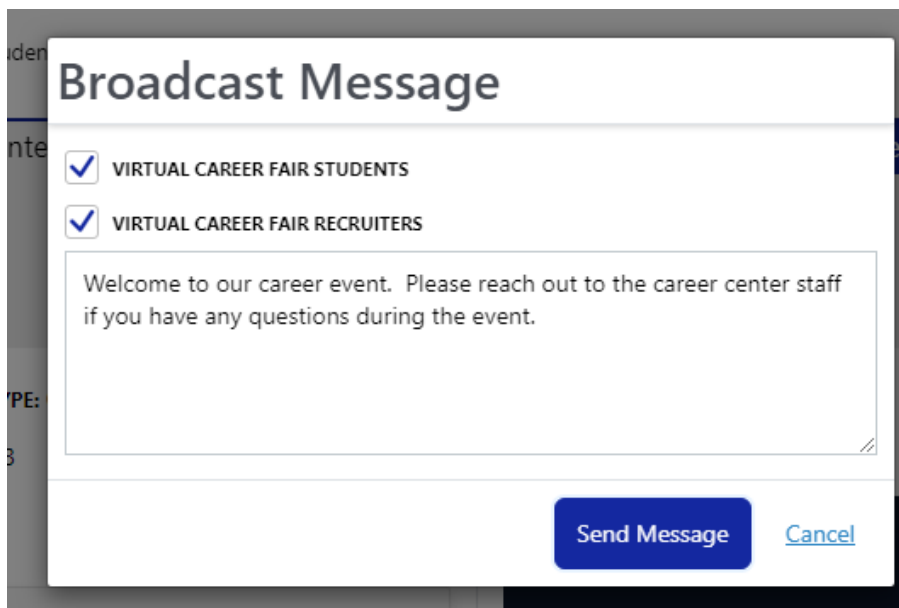 Broadcast Message
VIRTUAL CAREER FAIR STUDENTS
VIRTUAL CAREER FAIR RECRUITERS
Welcome to our career event.  Please reach out to the career center staff
if you have any questions during the event.
Send Message
Cancel